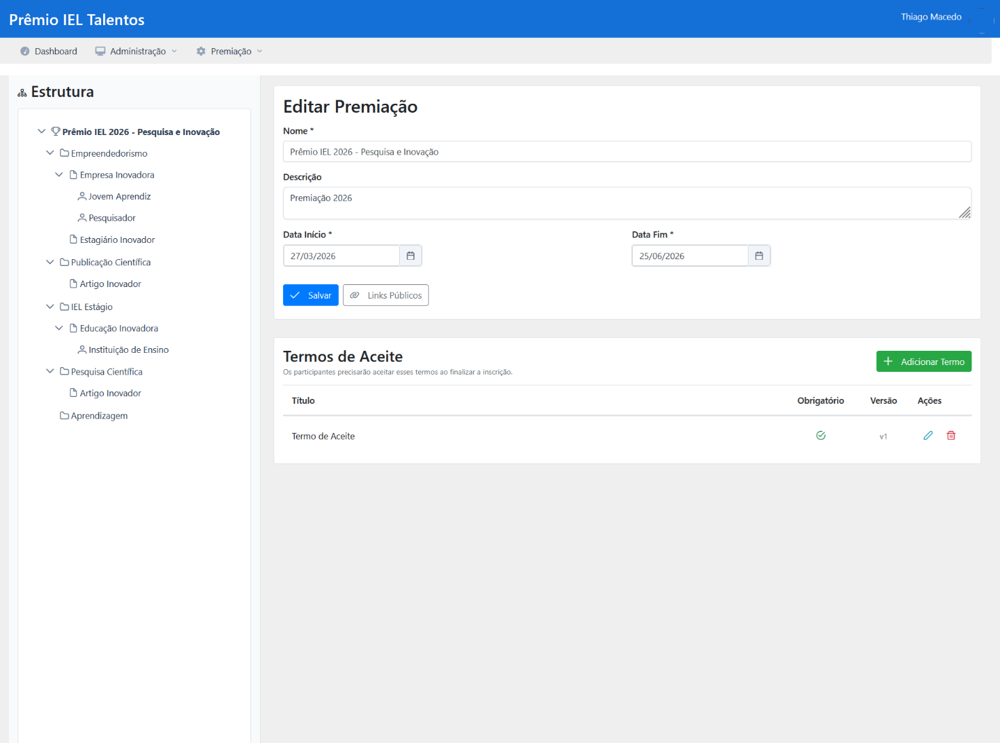 Prêmio IEL Talentos
Thiago Macedo
Dashboard
Administração
Premiação
Estrutura
Prêmio IEL 2026 - Pesquisa e Inovação
Empreendedorismo
Empresa Inovadora
Jovem Aprendiz
Pesquisador
Estagiário Inovador
Publicação Científica
Artigo Inovador
IEL Estágio
Educação Inovadora
Instituição de Ensino
Pesquisa Científica
Artigo Inovador
Aprendizagem
Editar Premiação
Nome *
Prêmio IEL 2026 - Pesquisa e Inovação
Descrição
Premiação 2026
Data Início *
Data Fim *
27/03/2026
25/06/2026
Salvar
Links Públicos
Termos de Aceite
Os participantes precisarão aceitar esses termos ao finalizar a inscrição.
Adicionar Termo
Título
Obrigatório
Versão
Ações
Termo de Aceite
v1